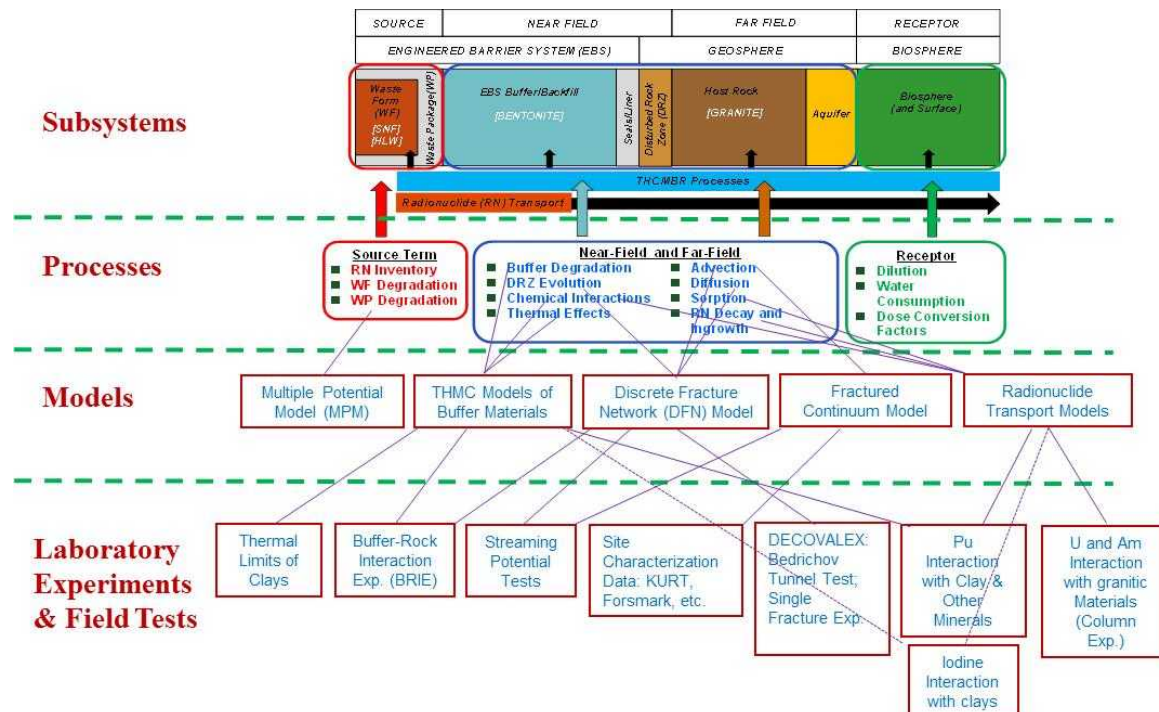 SOURCE
NEAR FIELD
FAR FIELD
RECEPTOR
ENGINEERED BARRIER SYSTEM (EBS)
GEOSPHERE
BIOSPHERE
Subsystems
Waste
Form
(WF)
[SNF]
[HLW]
Waste Package(WP)
EBS Buffer/Backfill
[BENTONITE]
Seals/Liner
Disturbed Rock
Zone (DRZ)
Host Rock
[GRANITE]
Aquifer
Biosphere
(and Surface)
THCMBR Processes
Radionuclide (RN) Transport
Processes
Source Term
RN Inventory
WF Degradation
WP Degradation
Near-Field and Far-Field
Buffer Degradation
DRZ Evolution
Chemical Interactions
Thermal Effects
Advection
Diffusion
Sorption
RN Decay and
Ingrowth
Receptor
Dilution
Water
Consumption
Dose Conversion
Factors
Models
Multiple Potential
Model (MPM)
THMC Models of
Buffer Materials
Discrete Fracture
Network (DFN) Model
Fractured
Continuum Model
Radionuclide
Transport Models
Laboratory
Experiments
& Field Tests
Thermal
Limits of
Clays
Buffer-Rock
Interaction
Exp. (BRIE)
Streaming
Potential
Tests
Site
Characterization
Data: KURT,
Forsmark, etc.
DECOVALEX:
Bedrichov
Tunnel Test;
Single
Fracture Exp.
Pu
Interaction
with Clay &
Other
Minerals
U and Am
Interaction
with granitic
Materials
(Column
Exp.)
Iodine
Interaction
with clays